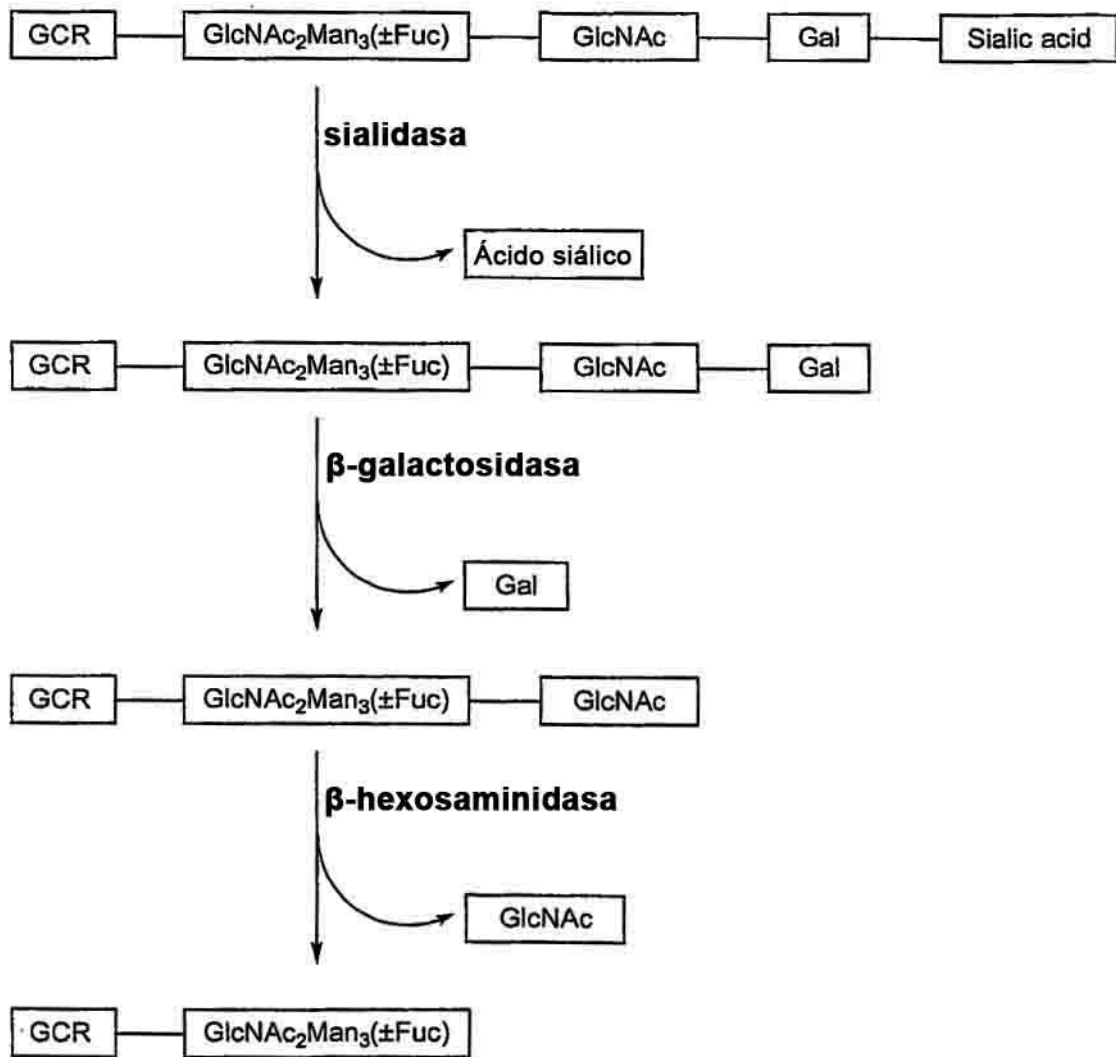 GCR GlcNAc₂Man₃(±Fuc) GlcNAc Gal Sialic acid
sialidasa
Ácido siálico
GCR GlcNAc₂Man₃(±Fuc) GlcNAc Gal
β-galactosidasa
Gal
GCR GlcNAc₂Man₃(±Fuc) GlcNAc
β-hexosaminidasa
GlcNAc
GCR GlcNAc₂Man₃(±Fuc)